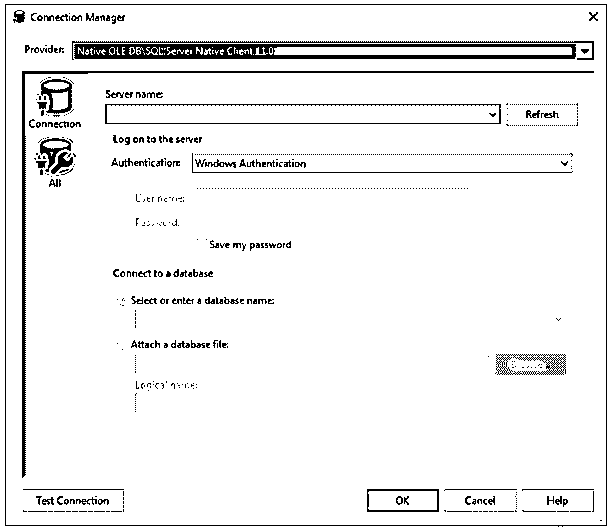 Connection Manager
Provider: Native OLE DB\SQL Server Native Client 11.0
Connection
All
Server name:
Refresh
Log on to the server
Authentication: Windows Authentication
User name:
Password:
Save my password
Connect to a database
Select or enter a database name:
Attach a database file:
Logical name:
Test Connection
OK
Cancel
Help